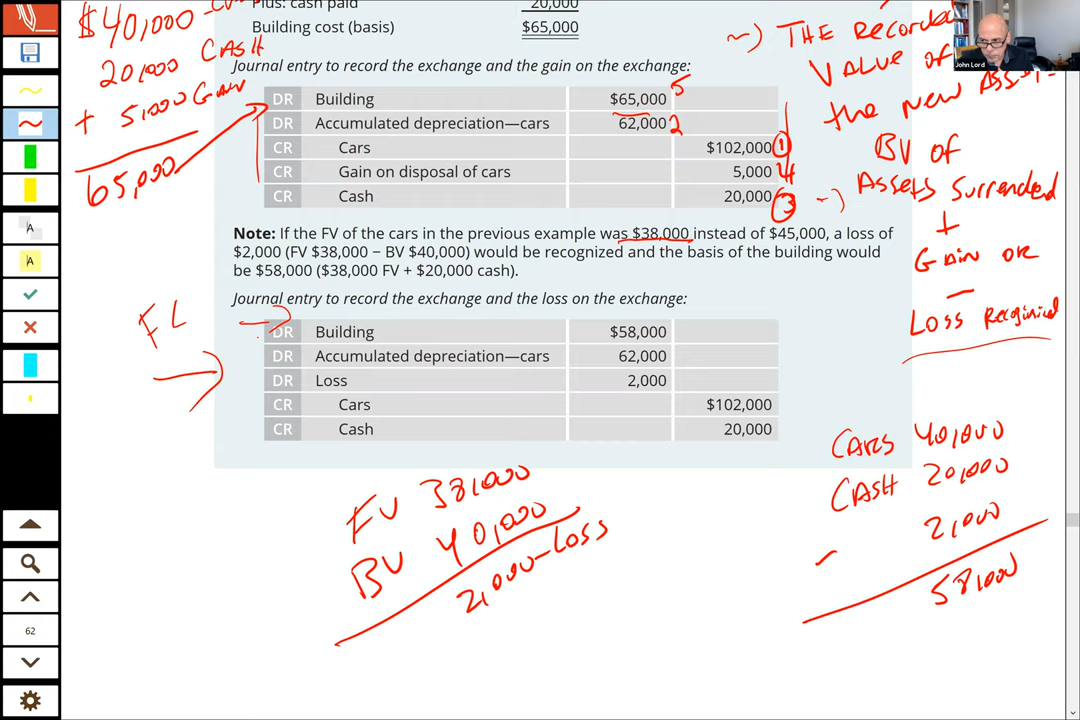 $40,000
20,000 CASH
+ 5,000 GAIN
65,000
Plus: cash paid 20,000
Building cost (basis) $65,000
Journal entry to record the exchange and the gain on the exchange:
DR Building $65,000 5
DR Accumulated depreciation—cars 62,000 2
CR Cars $102,000 1
CR Gain on disposal of cars 5,000 4
CR Cash 20,000 3
~) THE Recorded
VALUE of
the new Asset
BV of
Assets Surrended
+
GAIN OR
–
LOSS Recginied
John Lord
Note: If the FV of the cars in the previous example was $38,000 instead of $45,000, a loss of
$2,000 (FV $38,000 − BV $40,000) would be recognized and the basis of the building would
be $58,000 ($38,000 FV + $20,000 cash).
Journal entry to record the exchange and the loss on the exchange:
DR Building $58,000
DR Accumulated depreciation—cars 62,000
DR Loss 2,000
CR Cars $102,000
CR Cash 20,000
FV 38,000
BV 40,000
2,000-Loss
CARS 40,000
CASH 20,000
– 2,000
58,000
A
A
62